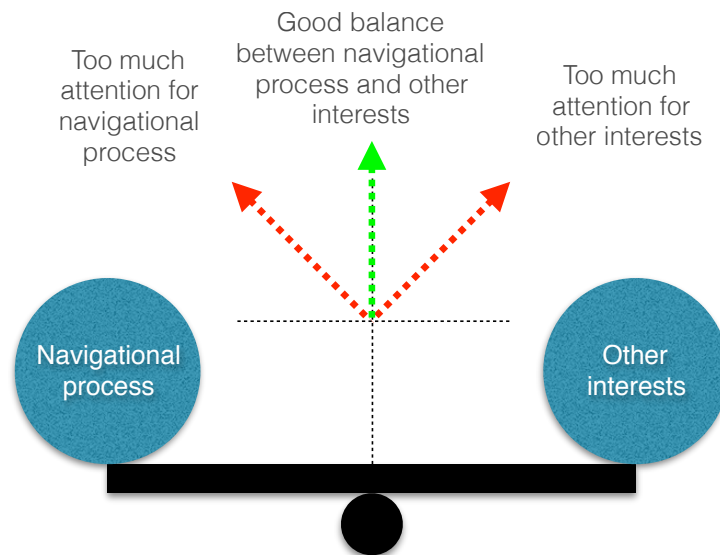 Good balance
between navigational
process and other
interests
Too much
attention for
navigational
process
Too much
attention for
other interests
Navigational
process
Other
interests